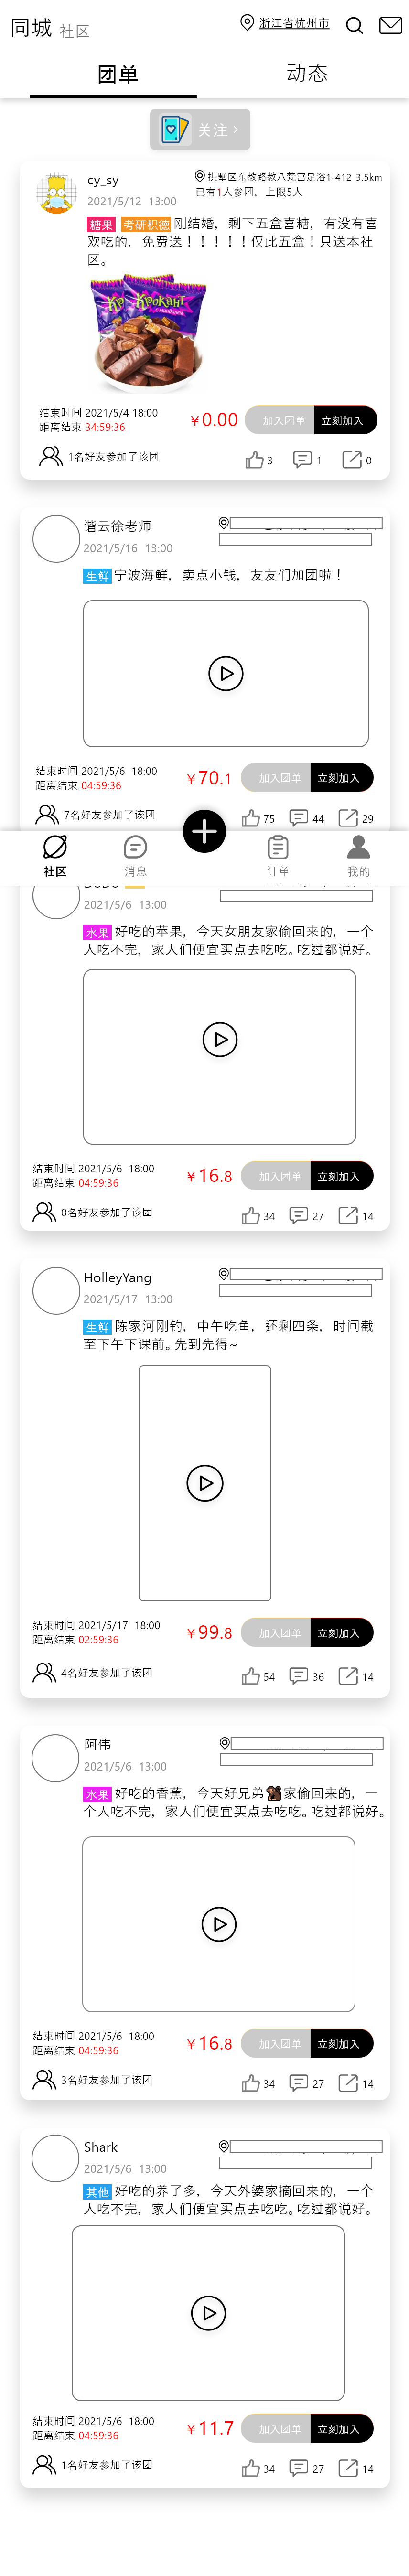 同城 社区
浙江省杭州市
团单 动态
关注
cy_sy
拱墅区东教路教八梵宫足浴1-412 3.5km
2021/5/12 13:00
已有1人参团，上限5人
糖果 考研积德 刚结婚，剩下五盒喜糖，有没有喜
欢吃的，免费送！！！！！仅此五盒！只送本社
区。
结束时间 2021/5/4 18:00
距离结束 34:59:36
￥0.00
加入团单 立刻加入
1名好友参加了该团
3 1 0
谐云徐老师
2021/5/16 13:00
生鲜 宁波海鲜，卖点小钱，友友们加团啦！
结束时间 2021/5/6 18:00
距离结束 04:59:36
￥70.1
加入团单 立刻加入
7名好友参加了该团
75 44 29
社区 消息 订单 我的
2021/5/6 13:00
水果 好吃的苹果，今天女朋友家偷回来的，一个
人吃不完，家人们便宜买点去吃吃。吃过都说好。
结束时间 2021/5/6 18:00
距离结束 04:59:36
￥16.8
加入团单 立刻加入
0名好友参加了该团
34 27 14
HolleyYang
2021/5/17 13:00
生鲜 陈家河刚钓，中午吃鱼，还剩四条，时间截
至下午下课前。先到先得~
结束时间 2021/5/17 18:00
距离结束 02:59:36
￥99.8
加入团单 立刻加入
4名好友参加了该团
54 36 14
阿伟
2021/5/6 13:00
水果 好吃的香蕉，今天好兄弟🐒家偷回来的，一
个人吃不完，家人们便宜买点去吃吃。吃过都说好。
结束时间 2021/5/6 18:00
距离结束 04:59:36
￥16.8
加入团单 立刻加入
3名好友参加了该团
34 27 14
Shark
2021/5/6 13:00
其他 好吃的养了多，今天外婆家摘回来的，一个
人吃不完，家人们便宜买点去吃吃。吃过都说好。
结束时间 2021/5/6 18:00
距离结束 04:59:36
￥11.7
加入团单 立刻加入
1名好友参加了该团
34 27 14